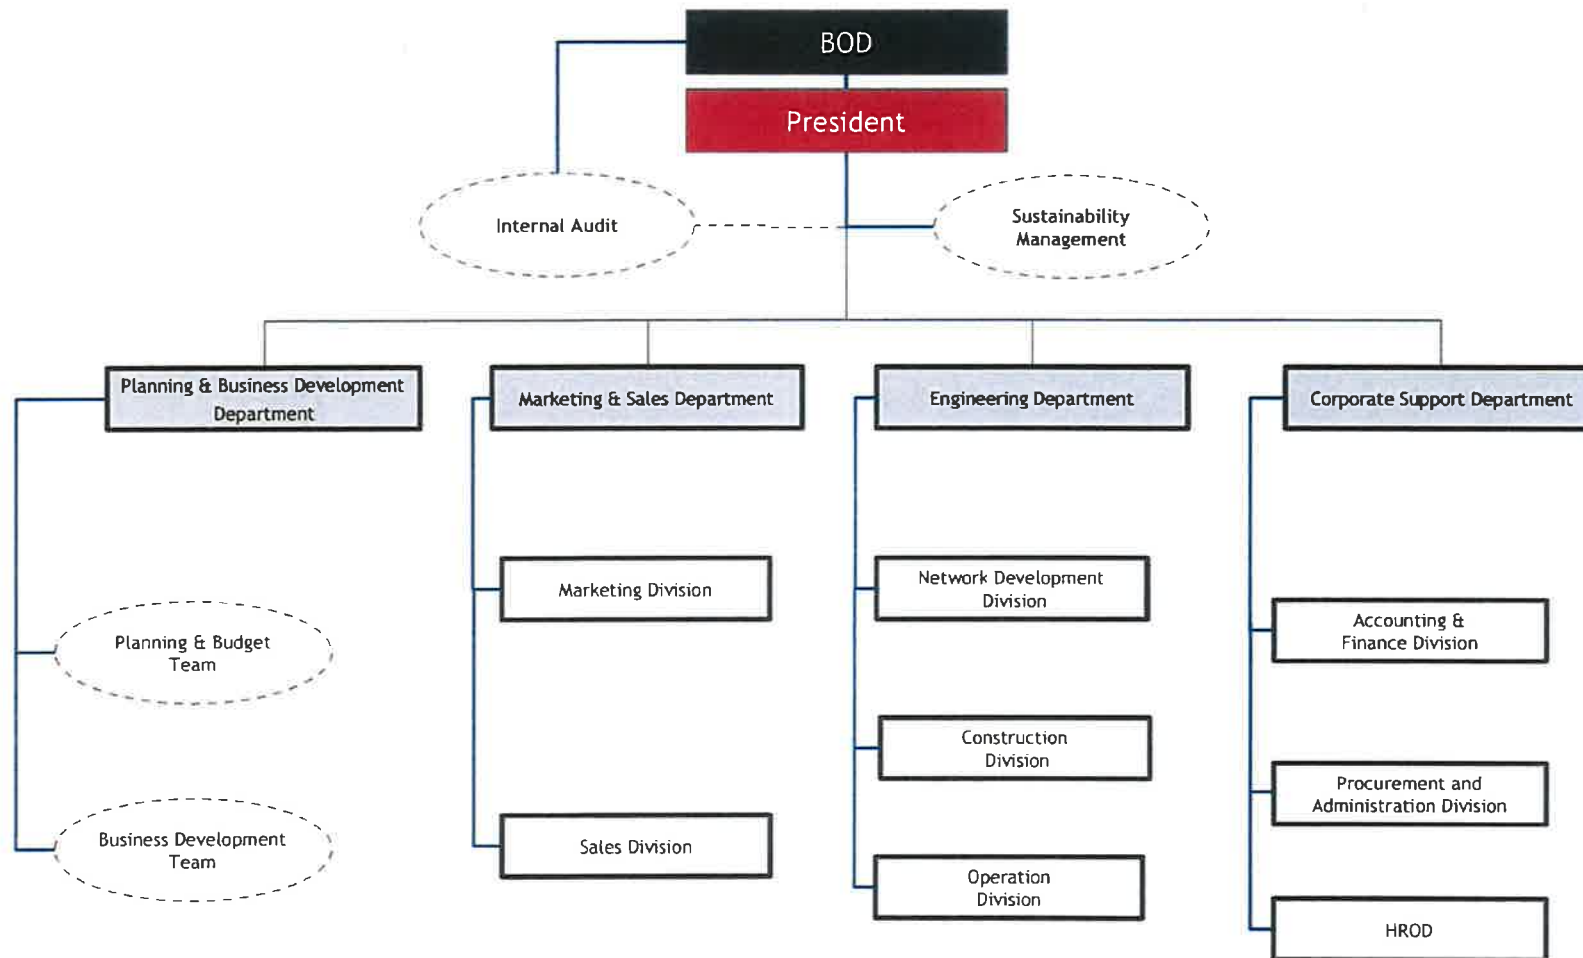 BOD
President
Internal Audit
Sustainability
Management
Planning & Business Development
Department
Marketing & Sales Department
Engineering Department
Corporate Support Department
Marketing Division
Network Development
Division
Accounting &
Finance Division
Planning & Budget
Team
Construction
Division
Procurement and
Administration Division
Business Development
Team
Sales Division
Operation
Division
HROD